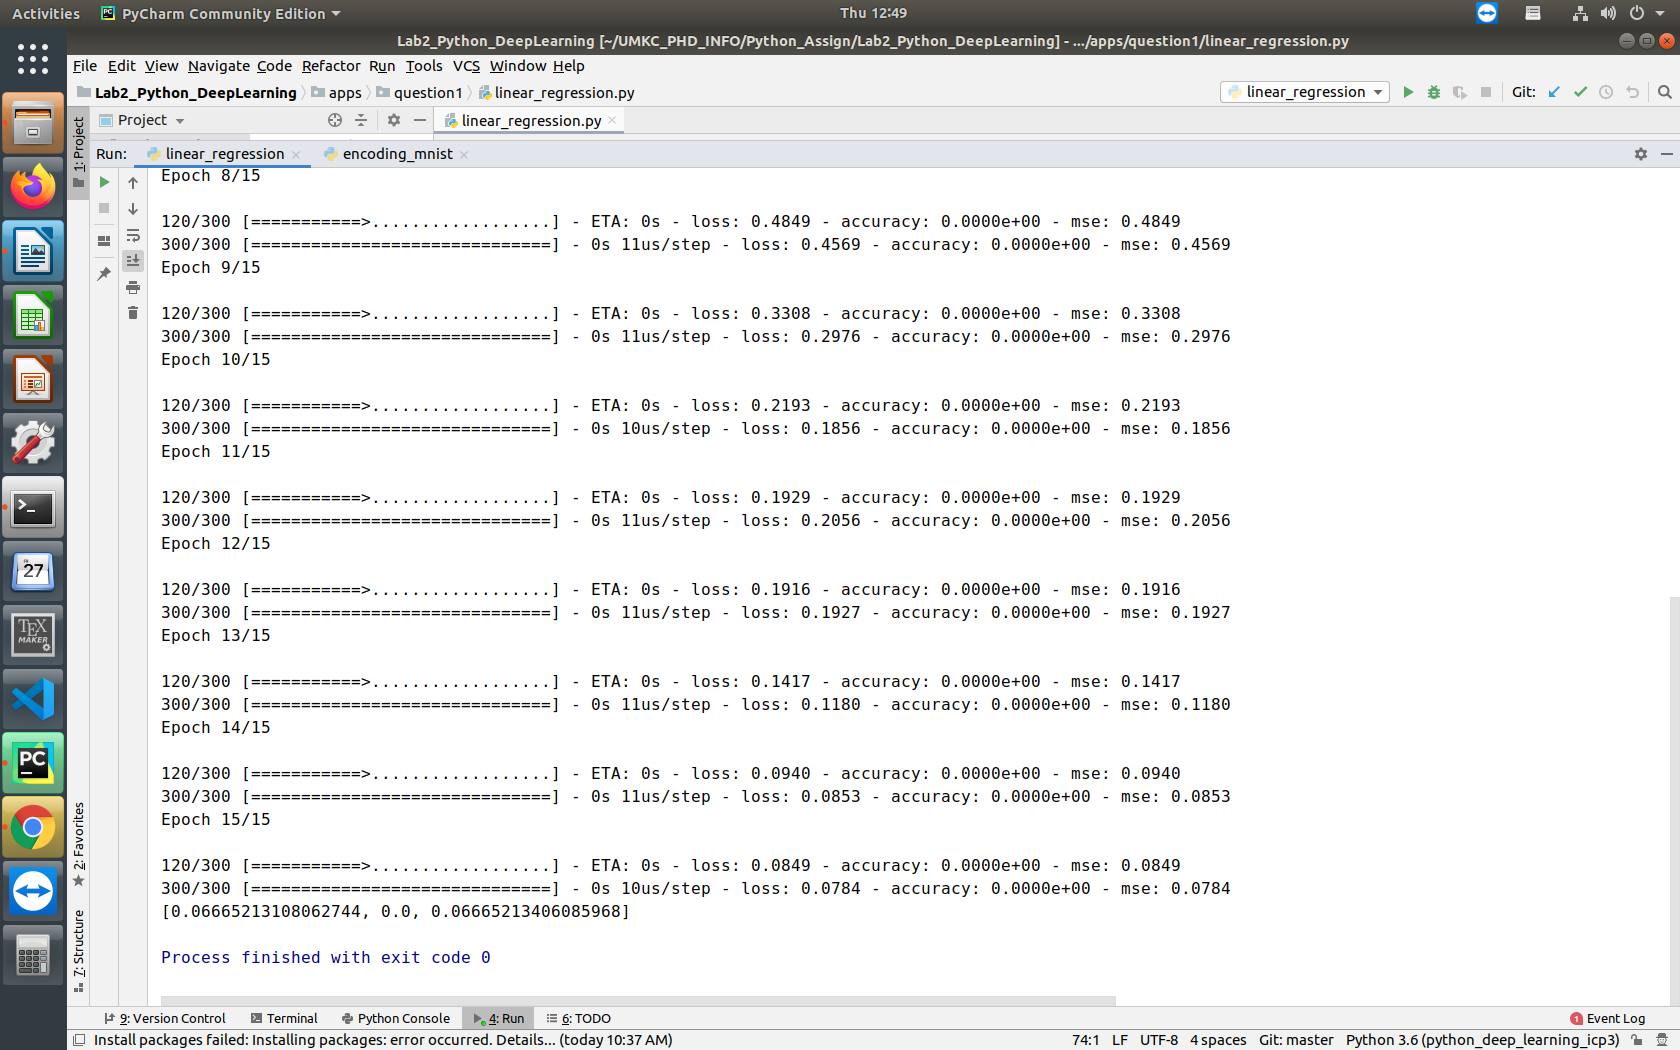 Activities PyCharm Community Edition Thu 12:49
Lab2_Python_DeepLearning [~/UMKC_PHD_INFO/Python_Assign/Lab2_Python_DeepLearning] - .../apps/question1/linear_regression.py
File Edit View Navigate Code Refactor Run Tools VCS Window Help
Lab2_Python_DeepLearning apps question1 linear_regression.py linear_regression Git:
1: Project Project linear_regression.py
Run: linear_regression encoding_mnist
Epoch 8/15
120/300 [===========>..................] - ETA: 0s - loss: 0.4849 - accuracy: 0.0000e+00 - mse: 0.4849
300/300 [==============================] - 0s 11us/step - loss: 0.4569 - accuracy: 0.0000e+00 - mse: 0.4569
Epoch 9/15
120/300 [===========>..................] - ETA: 0s - loss: 0.3308 - accuracy: 0.0000e+00 - mse: 0.3308
300/300 [==============================] - 0s 11us/step - loss: 0.2976 - accuracy: 0.0000e+00 - mse: 0.2976
Epoch 10/15
120/300 [===========>..................] - ETA: 0s - loss: 0.2193 - accuracy: 0.0000e+00 - mse: 0.2193
300/300 [==============================] - 0s 10us/step - loss: 0.1856 - accuracy: 0.0000e+00 - mse: 0.1856
Epoch 11/15
120/300 [===========>..................] - ETA: 0s - loss: 0.1929 - accuracy: 0.0000e+00 - mse: 0.1929
300/300 [==============================] - 0s 11us/step - loss: 0.2056 - accuracy: 0.0000e+00 - mse: 0.2056
Epoch 12/15
120/300 [===========>..................] - ETA: 0s - loss: 0.1916 - accuracy: 0.0000e+00 - mse: 0.1916
300/300 [==============================] - 0s 11us/step - loss: 0.1927 - accuracy: 0.0000e+00 - mse: 0.1927
Epoch 13/15
120/300 [===========>..................] - ETA: 0s - loss: 0.1417 - accuracy: 0.0000e+00 - mse: 0.1417
300/300 [==============================] - 0s 11us/step - loss: 0.1180 - accuracy: 0.0000e+00 - mse: 0.1180
Epoch 14/15
120/300 [===========>..................] - ETA: 0s - loss: 0.0940 - accuracy: 0.0000e+00 - mse: 0.0940
300/300 [==============================] - 0s 11us/step - loss: 0.0853 - accuracy: 0.0000e+00 - mse: 0.0853
Epoch 15/15
120/300 [===========>..................] - ETA: 0s - loss: 0.0849 - accuracy: 0.0000e+00 - mse: 0.0849
300/300 [==============================] - 0s 10us/step - loss: 0.0784 - accuracy: 0.0000e+00 - mse: 0.0784
[0.06665213108062744, 0.0, 0.06665213406085968]
Process finished with exit code 0
27
TEX
MAKER
PC
PC
2: Favorites
7: Structure
9: Version Control Terminal Python Console 4: Run 6: TODO 1 Event Log
Install packages failed: Installing packages: error occurred. Details... (today 10:37 AM) 74:1 LF UTF-8 4 spaces Git: master Python 3.6 (python_deep_learning_icp3)